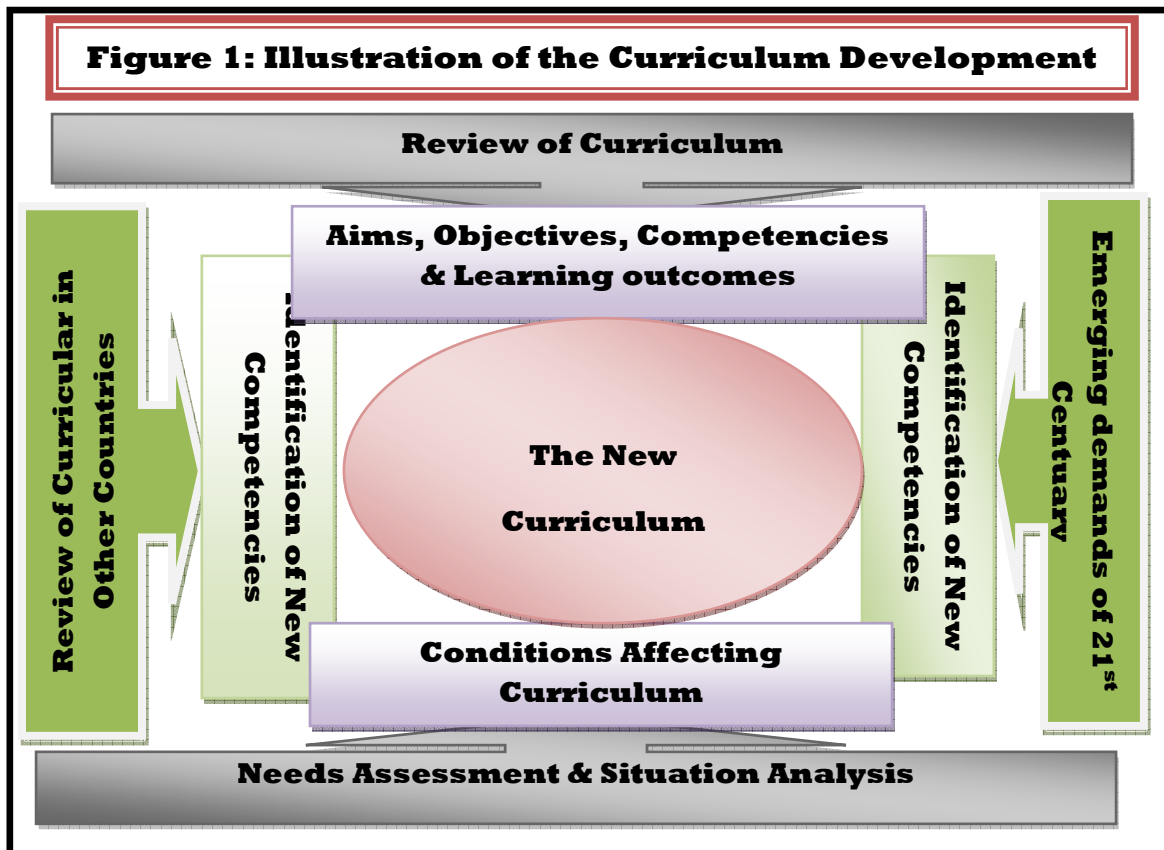 Figure 1: Illustration of the Curriculum Development
Review of Curriculum
Aims, Objectives, Competencies
& Learning outcomes
Review of Curricular in
Other Countries
Identification of New
Competencies
The New
Curriculum
Identification of New
Competencies
Emerging demands of 21st
Centuary
Conditions Affecting
Curriculum
Needs Assessment & Situation Analysis